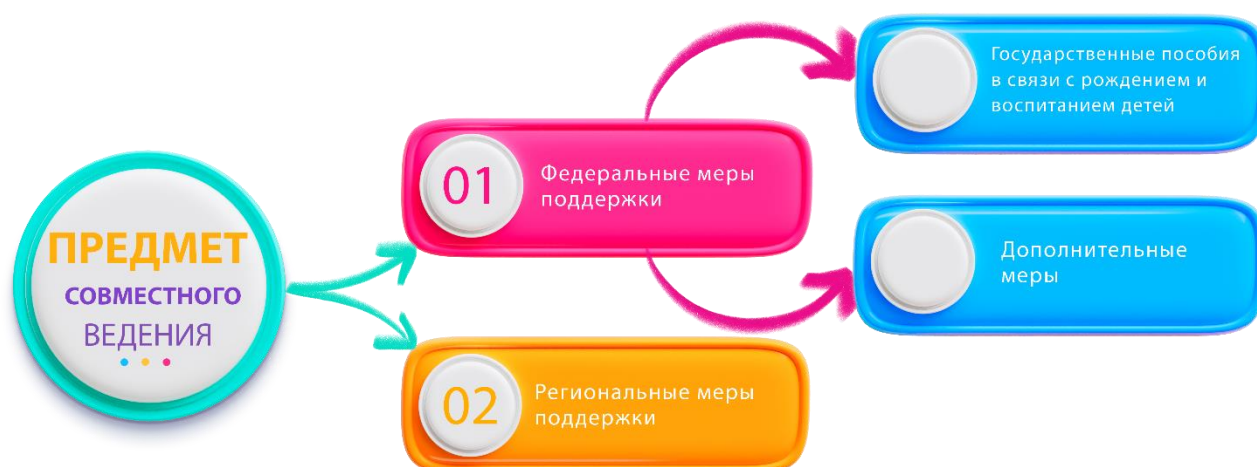 ПРЕДМЕТ
СОВМЕСТНОГО
ВЕДЕНИЯ
01
Федеральные меры
поддержки
Государственные пособия
в связи с рождением и
воспитанием детей
Дополнительные
меры
02
Региональные меры
поддержки